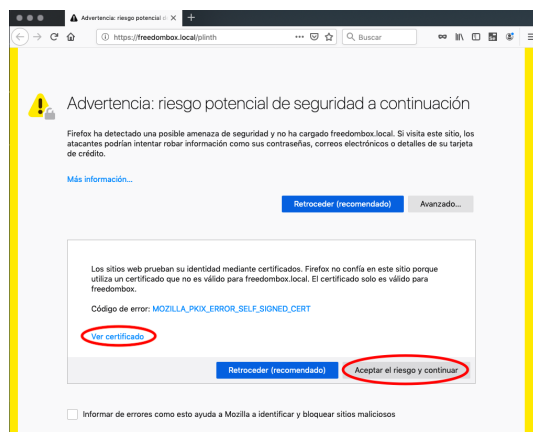 Advertencia: riesgo potencial d
https://freedombox.local/plinth
Buscar
Advertencia: riesgo potencial de seguridad a continuación
Firefox ha detectado una posible amenaza de seguridad y no ha cargado freedombox.local. Si visita este sitio, los
atacantes podrían intentar robar información como sus contraseñas, correos electrónicos o detalles de su tarjeta
de crédito.
Más información...
Retroceder (recomendado) Avanzado...
Los sitios web prueban su identidad mediante certificados. Firefox no confía en este sitio porque
utiliza un certificado que no es válido para freedombox.local. El certificado solo es válido para
freedombox.
Código de error: MOZILLA_PKIX_ERROR_SELF_SIGNED_CERT
Ver certificado
Retroceder (recomendado) Aceptar el riesgo y continuar
Informar de errores como esto ayuda a Mozilla a identificar y bloquear sitios maliciosos